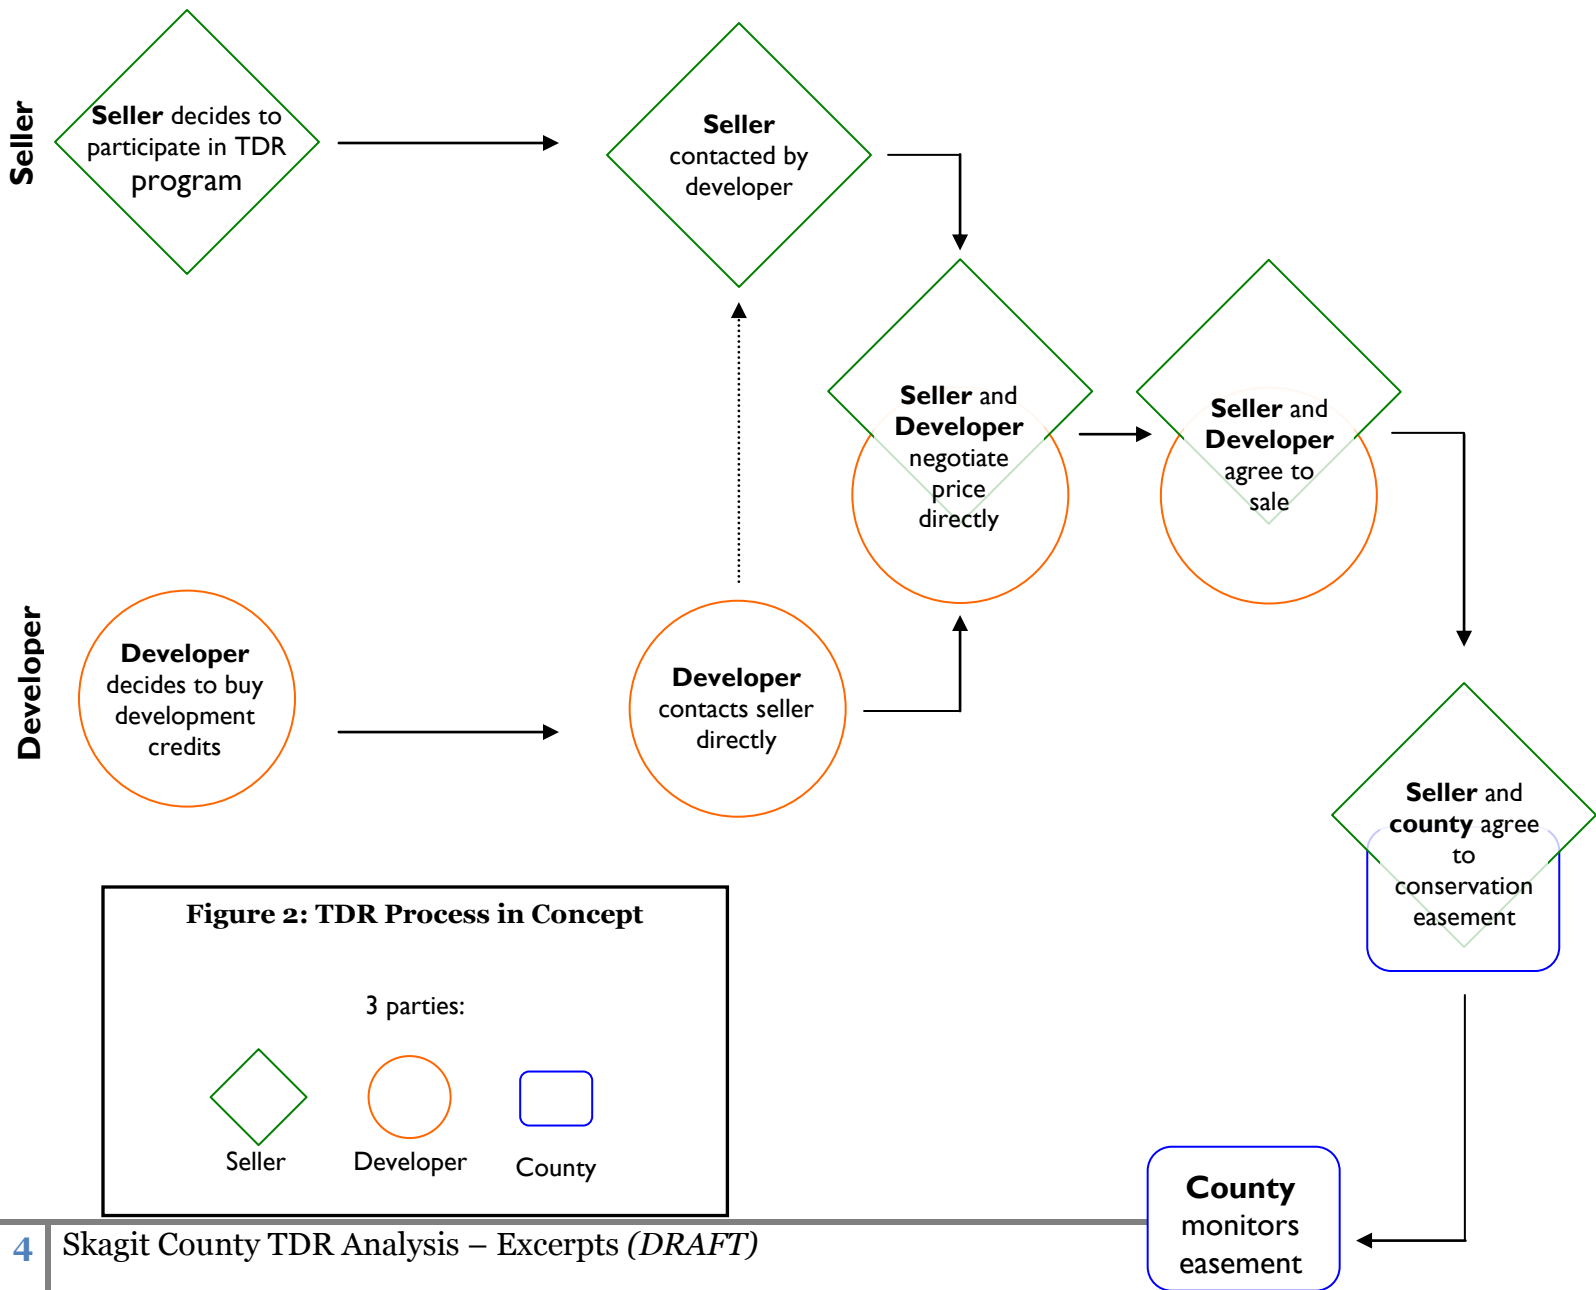 Seller
Seller decides to
participate in TDR
program
Seller
contacted by
developer
Seller and
Developer
negotiate
price
directly
Seller and
Developer
agree to
sale
Developer
Developer
decides to buy
development
credits
Developer
contacts seller
directly
Seller and
county agree
to
conservation
easement
Figure 2: TDR Process in Concept
3 parties:
Seller
Developer
County
County
monitors
easement
4
Skagit County TDR Analysis – Excerpts (DRAFT)